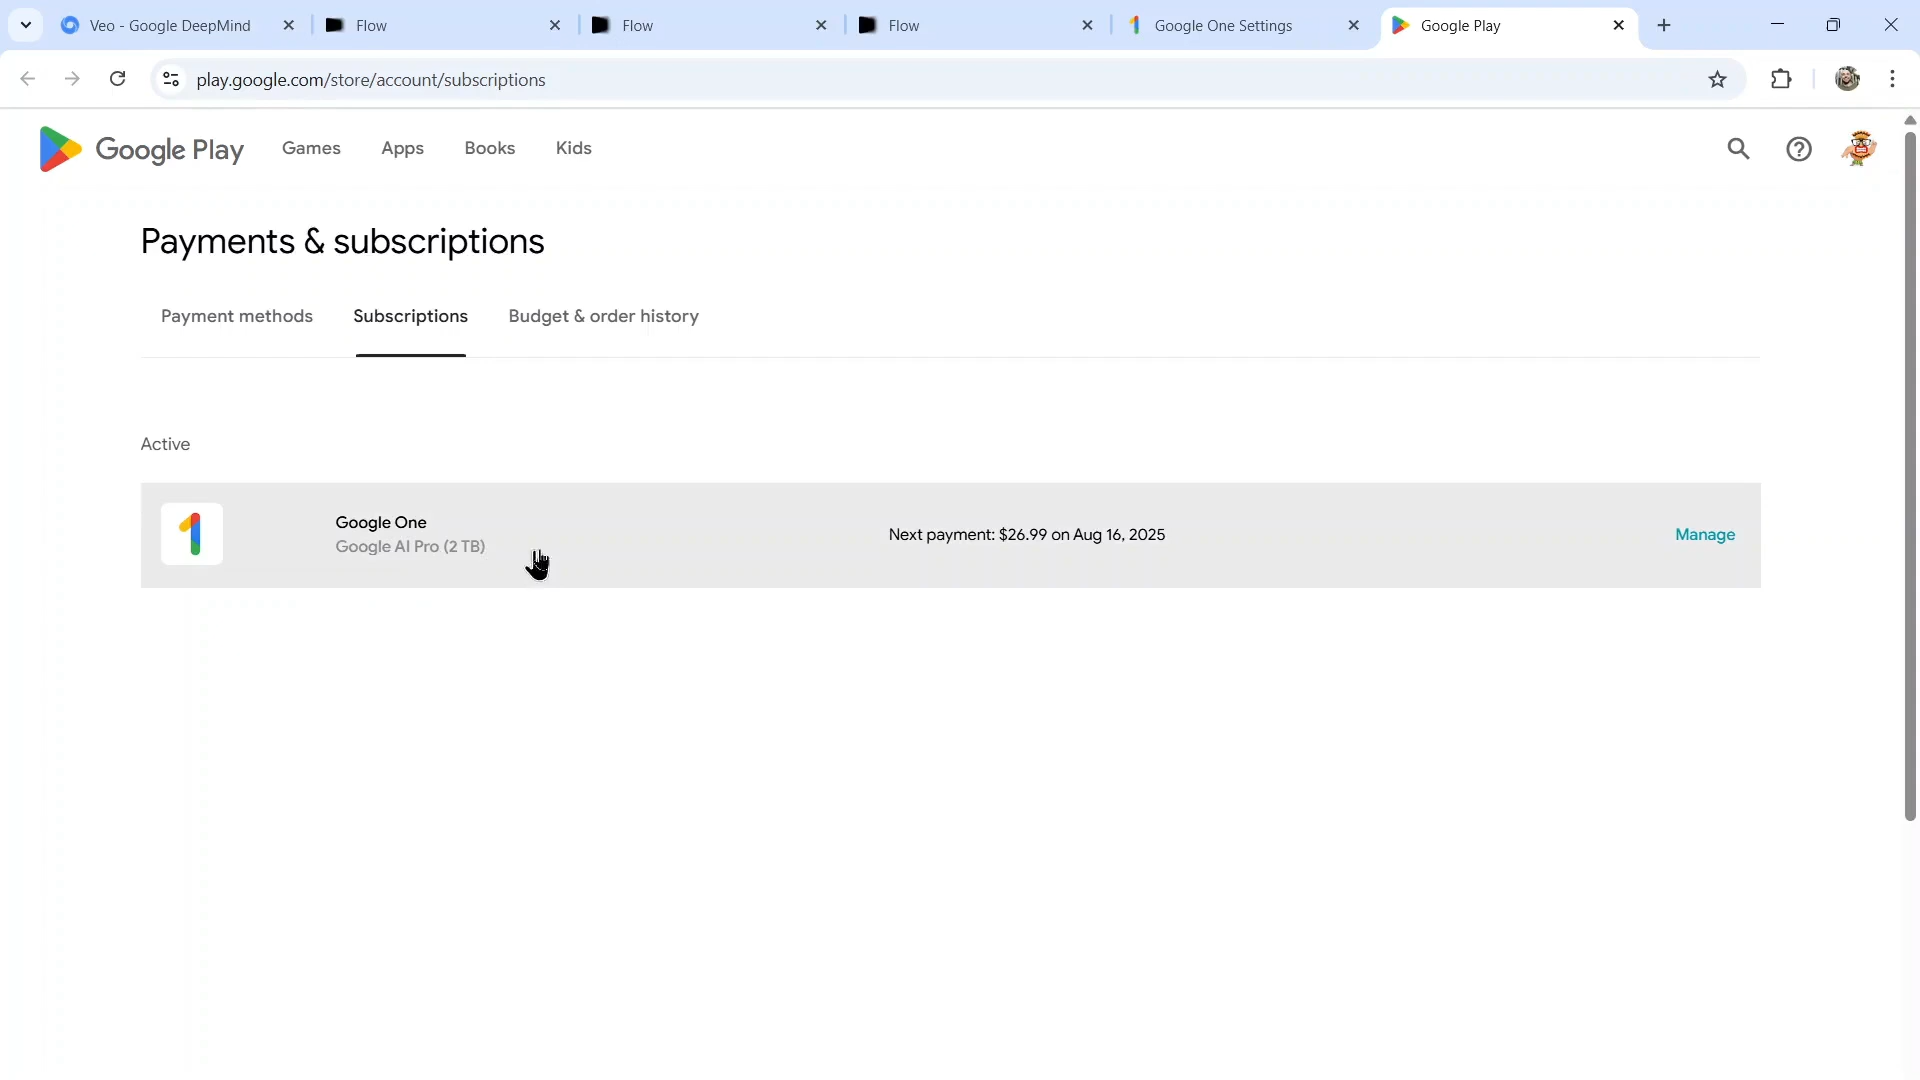 Veo - Google DeepMind
Flow
Flow
Flow
Google One Settings
Google Play
play.google.com/store/account/subscriptions
Google Play
Games
Apps
Books
Kids
Payments & subscriptions
Payment methods
Subscriptions
Budget & order history
Active
Google One
Google AI Pro (2 TB)
Next payment: $26.99 on Aug 16, 2025
Manage